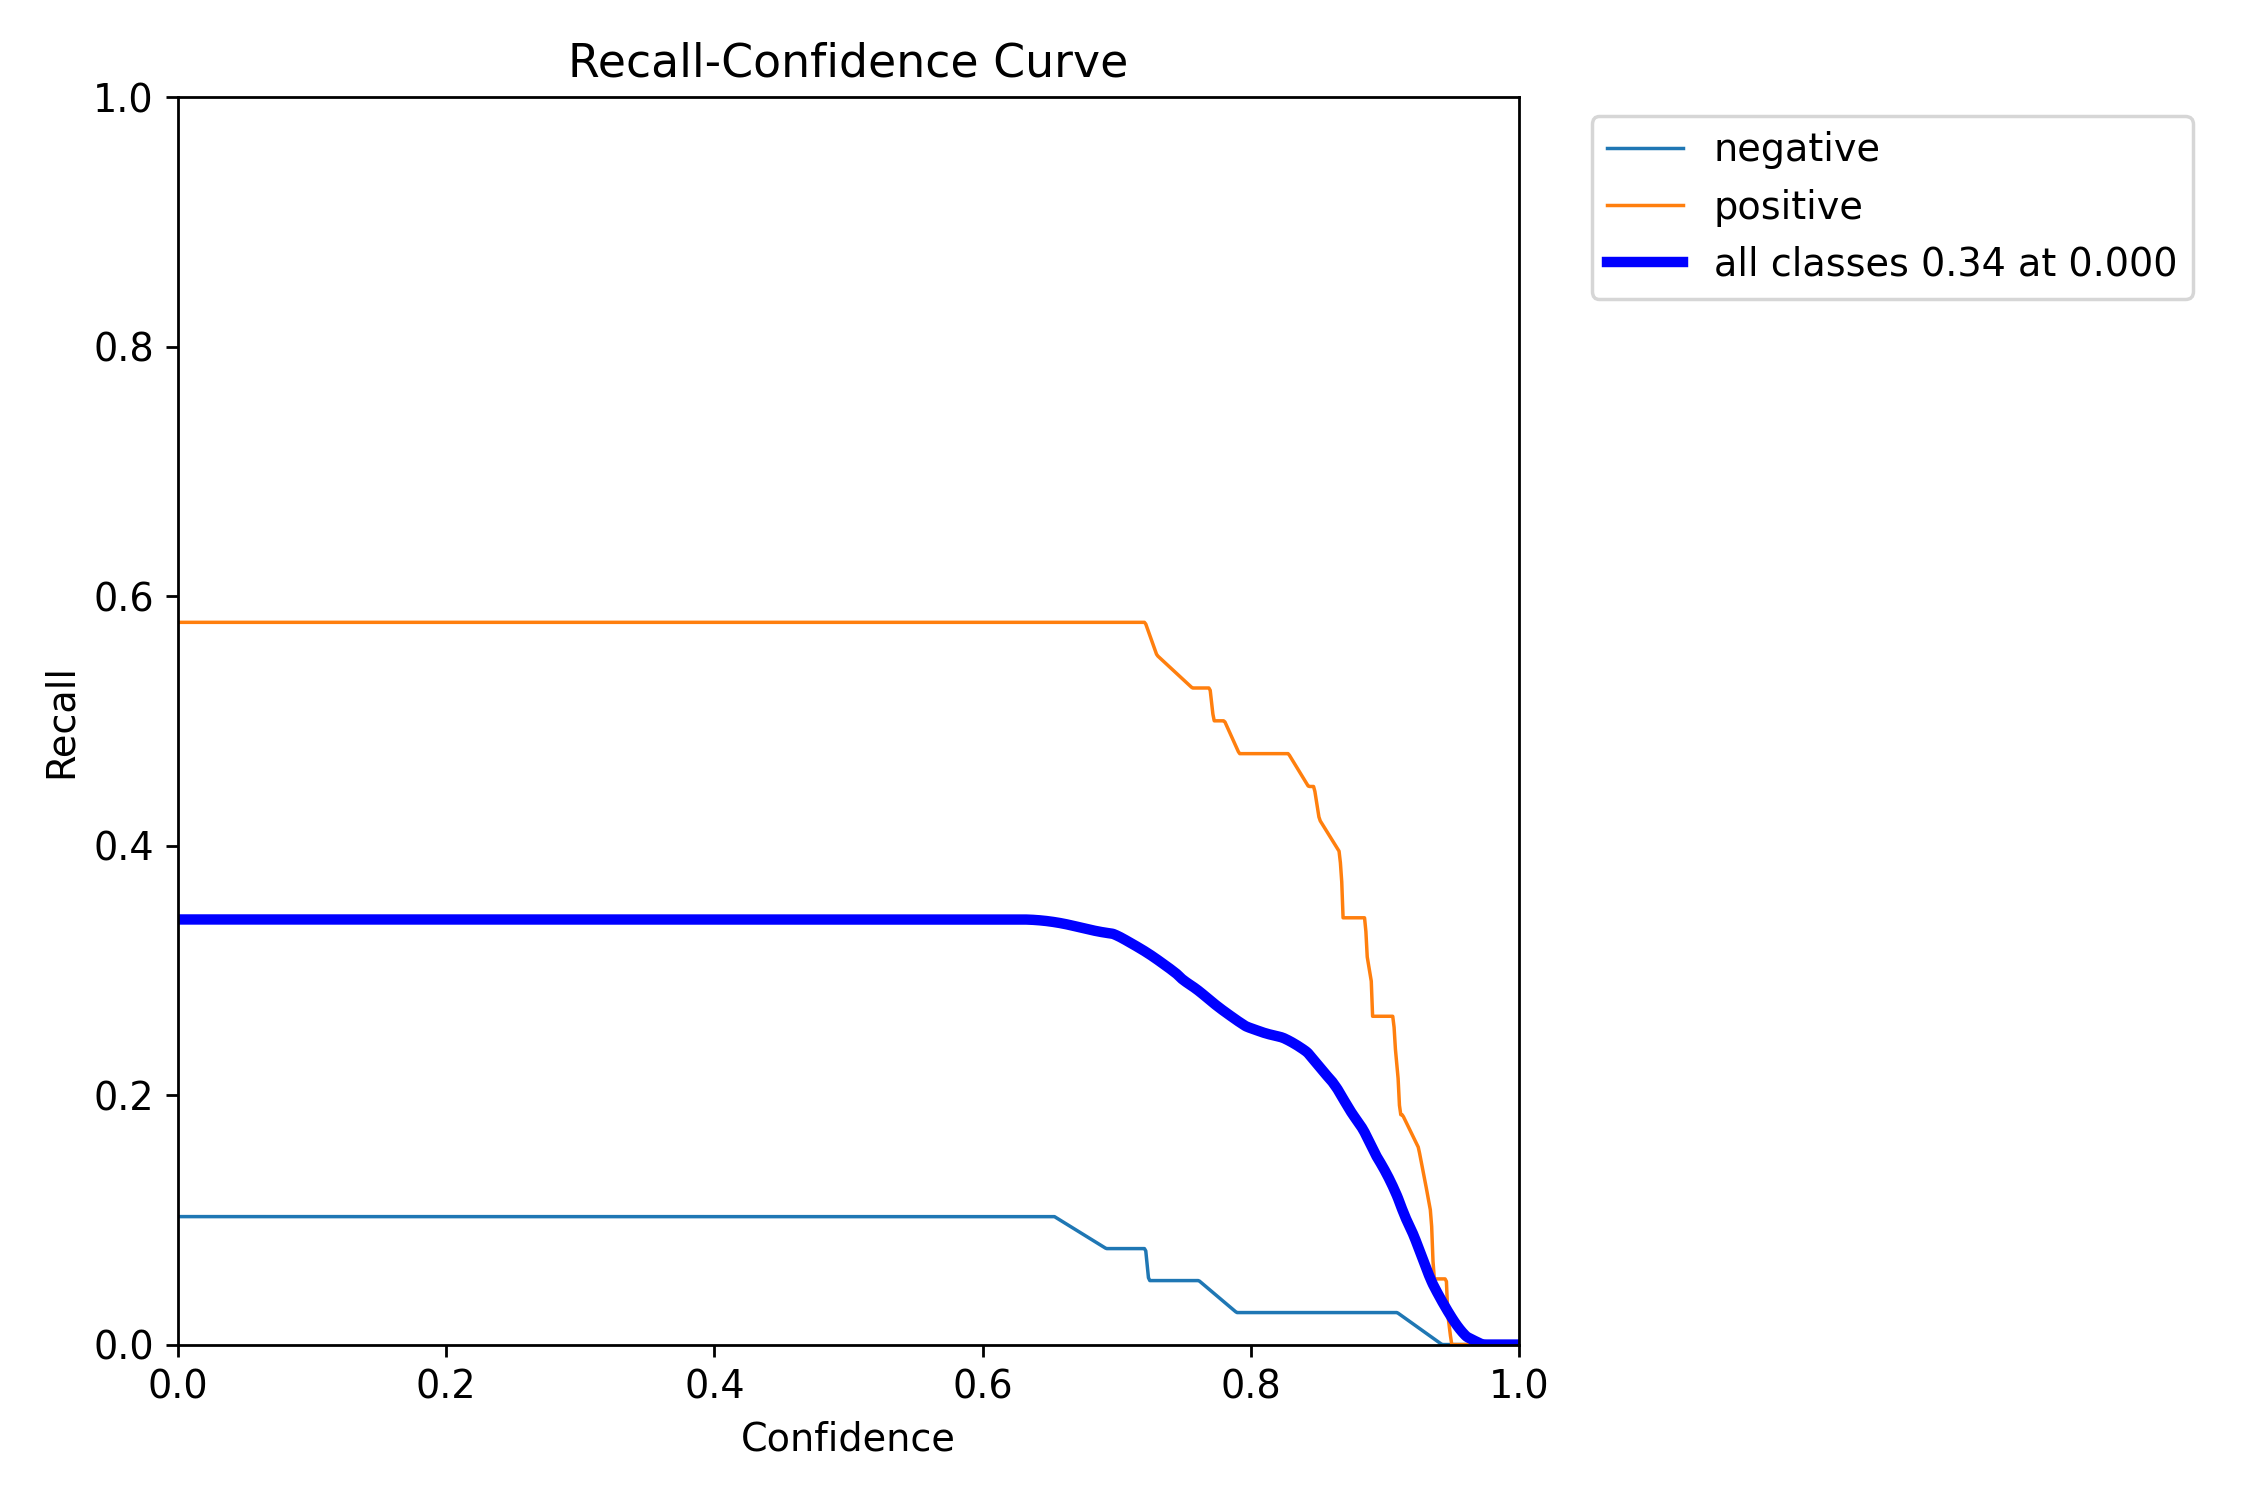 Recall-Confidence Curve
1.0
0.8
0.6
0.4
0.2
0.0
Recall
0.0 0.2 0.4 0.6 0.8 1.0
Confidence
negative
positive
all classes 0.34 at 0.000